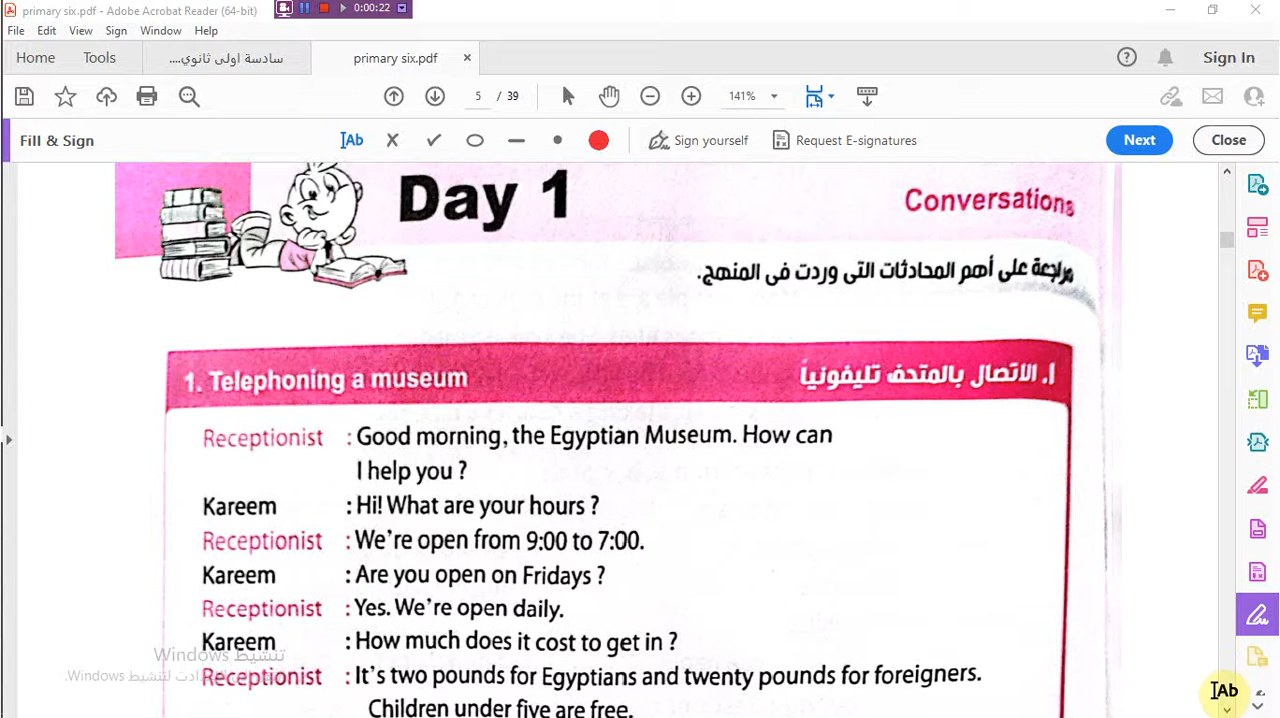 primary six.pdf - Adobe Acrobat Reader (64-bit)
0:00:22
File Edit View Sign Window Help
Home Tools سادسة اولى ثانوي.... primary six.pdf × Sign In
5 / 39 141%
Fill & Sign Ab Sign yourself Request E-signatures Next Close
Day 1
Conversations
مراجعة على أهم المحادثات التى وردت فى المنهج.
1. Telephoning a museum ا. الاتصال بالمتحف تليفونياً
Receptionist : Good morning, the Egyptian Museum. How can
I help you ?
Kareem : Hi! What are your hours ?
Receptionist : We're open from 9:00 to 7:00.
Kareem : Are you open on Fridays ?
Receptionist : Yes. We're open daily.
Kareem : How much does it cost to get in ?
تنشيط Windows
Receptionist : It's two pounds for Egyptians and twenty pounds for foreigners.
لتنشيط Windows.
Children under five are free.
Ab